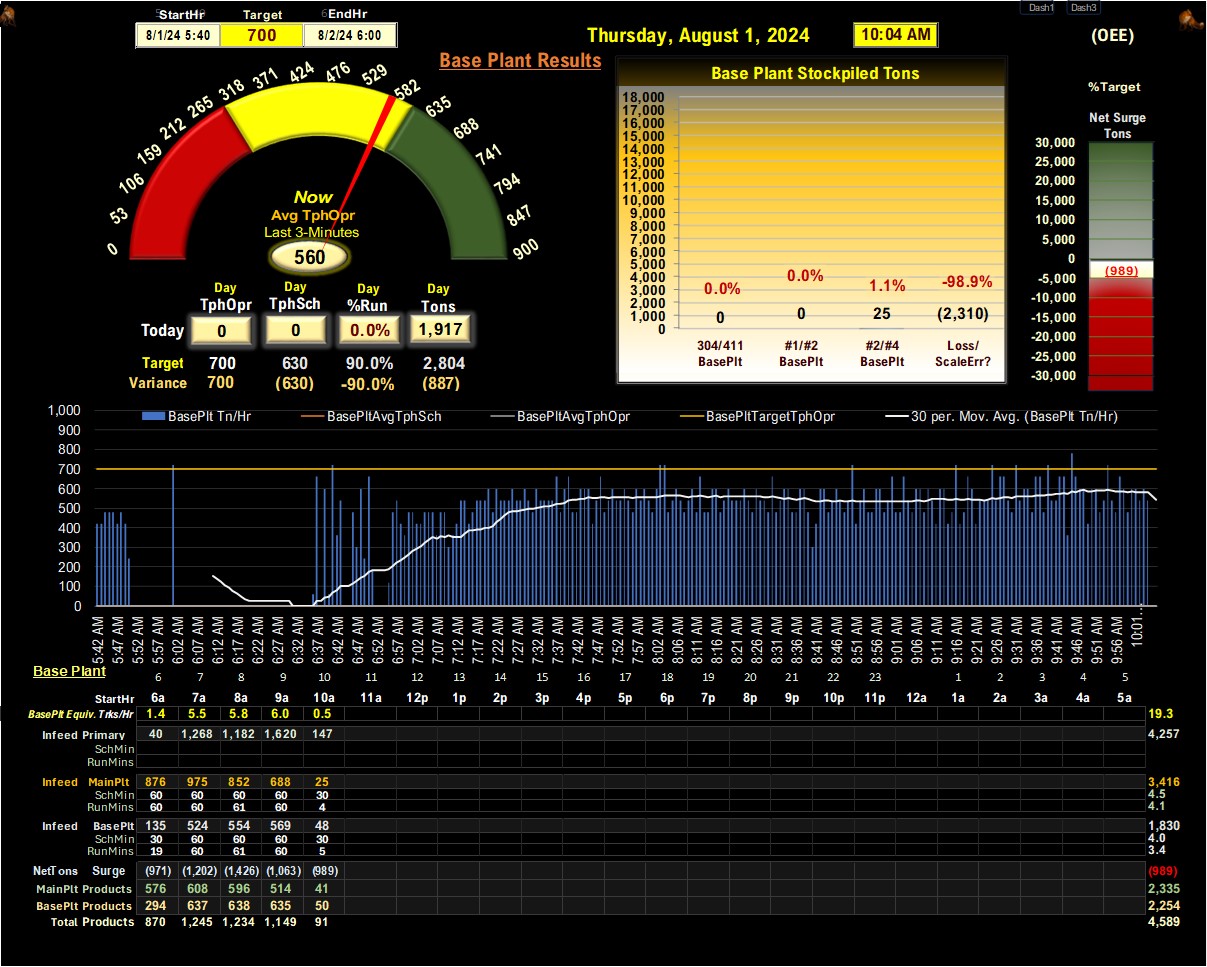 Dash1 Dash3
StartHr Target EndHr
8/1/24 5:40 700 8/2/24 6:00
Thursday, August 1, 2024 10:04 AM (OEE)
Base Plant Results
0 53 106 159 212 265 318 371 424 476 529 582 635 688 741 794 847 900
Now
Avg TphOpr
Last 3-Minutes
560
Day Day Day Day
TphOpr TphSch %Run Tons
Today 0 0 0.0% 1,917
Target 700 630 90.0% 2,804
Variance 700 (630) -90.0% (887)
Base Plant Stockpiled Tons
18,000
17,000
16,000
15,000
14,000
13,000
12,000
11,000
10,000
9,000
8,000
7,000
6,000
5,000
4,000
3,000
2,000
1,000
0
0.0% 0.0% 1.1% -98.9%
0 0 25 (2,310)
304/411 #1/#2 #2/#4 Loss/
BasePlt BasePlt BasePlt ScaleErr?
%Target
Net Surge
Tons
30,000
25,000
20,000
15,000
10,000
5,000
0
(989)
-5,000
-10,000
-15,000
-20,000
-25,000
-30,000
BasePlt Tn/Hr BasePltAvgTphSch BasePltAvgTphOpr BasePltTargetTphOpr 30 per. Mov. Avg. (BasePlt Tn/Hr)
1,000
900
800
700
600
500
400
300
200
100
0
5:42 AM 5:47 AM 5:52 AM 5:57 AM 6:02 AM 6:07 AM 6:12 AM 6:17 AM 6:22 AM 6:27 AM 6:32 AM 6:37 AM 6:42 AM 6:47 AM 6:52 AM 6:57 AM 7:02 AM 7:07 AM 7:12 AM 7:17 AM 7:22 AM 7:27 AM 7:32 AM 7:37 AM 7:42 AM 7:47 AM 7:52 AM 7:57 AM 8:02 AM 8:06 AM 8:11 AM 8:16 AM 8:21 AM 8:26 AM 8:31 AM 8:36 AM 8:41 AM 8:46 AM 8:51 AM 8:56 AM 9:01 AM 9:06 AM 9:11 AM 9:16 AM 9:21 AM 9:26 AM 9:31 AM 9:36 AM 9:41 AM 9:46 AM 9:51 AM 9:56 AM 10:01...
Base Plant
6 7 8 9 10 11 12 13 14 15 16 17 18 19 20 21 22 23 1 2 3 4 5
StartHr 6a 7a 8a 9a 10a 11a 12p 1p 2p 3p 4p 5p 6p 7p 8p 9p 10p 11p 12a 1a 2a 3a 4a 5a
BasePlt Equiv. Trks/Hr 1.4 5.5 5.8 6.0 0.5 19.3
Infeed Primary 40 1,268 1,182 1,620 147 4,257
SchMin
RunMins
Infeed MainPlt 876 975 852 688 25 3,416
SchMin 60 60 60 60 30 4.5
RunMins 60 60 61 60 4 4.1
Infeed BasePlt 135 524 554 569 48 1,830
SchMin 30 60 60 60 30 4.0
RunMins 19 60 61 60 5 3.4
NetTons Surge (971) (1,202) (1,426) (1,063) (989) (989)
MainPlt Products 576 608 596 514 41 2,335
BasePlt Products 294 637 638 635 50 2,254
Total Products 870 1,245 1,234 1,149 91 4,589